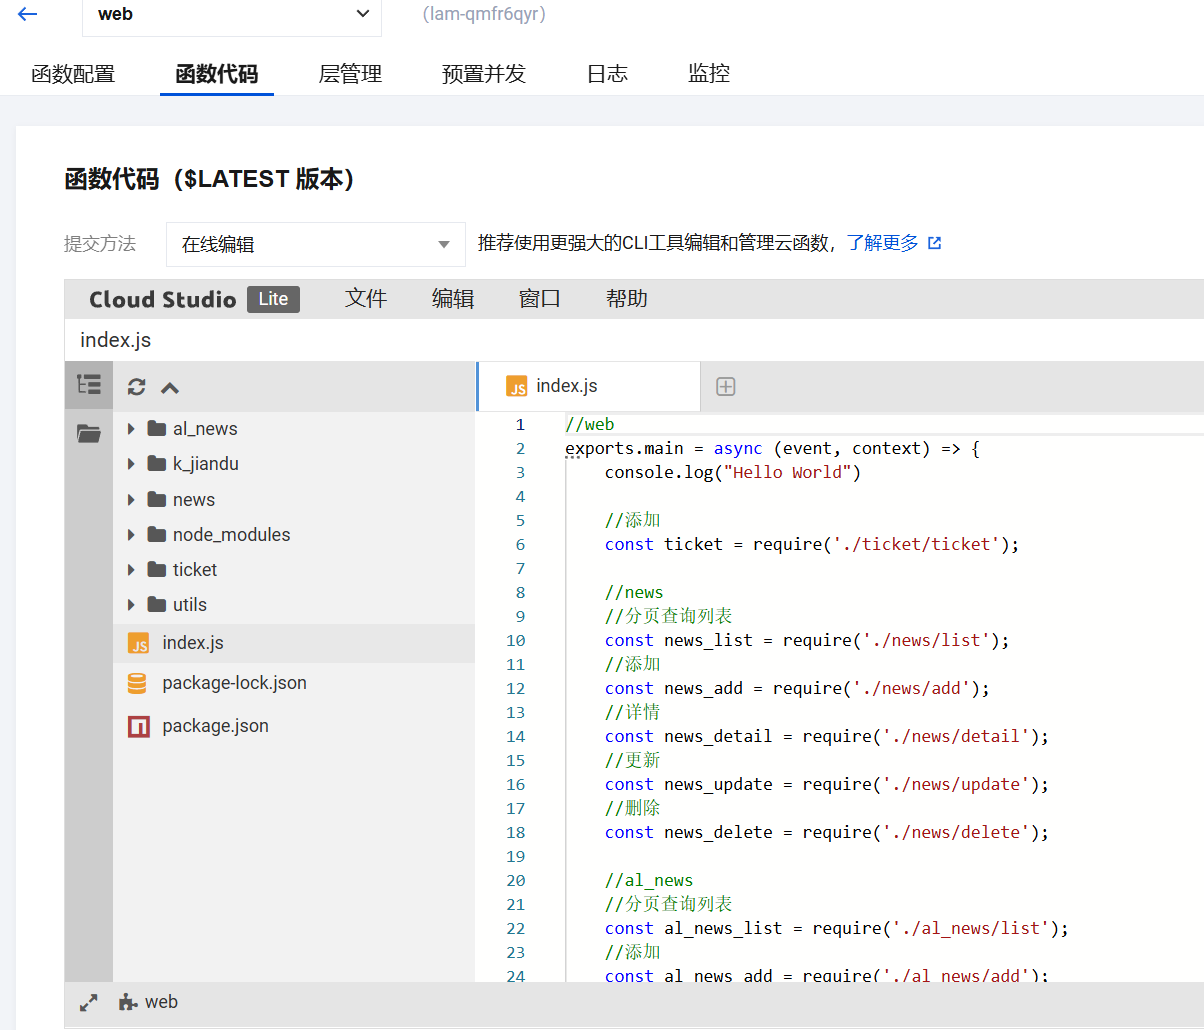 web
(lam-qmfr6qyr)
函数配置 函数代码 层管理 预置并发 日志 监控
函数代码（$LATEST 版本）
提交方法 在线编辑 推荐使用更强大的CLI工具编辑和管理云函数，了解更多
Cloud Studio Lite 文件 编辑 窗口 帮助
index.js
al_news
k_jiandu
news
node_modules
ticket
utils
JS index.js
package-lock.json
package.json
JS index.js
1 //web
2 exports.main = async (event, context) => {
3 console.log("Hello World")
4
5 //添加
6 const ticket = require('./ticket/ticket');
7
8 //news
9 //分页查询列表
10 const news_list = require('./news/list');
11 //添加
12 const news_add = require('./news/add');
13 //详情
14 const news_detail = require('./news/detail');
15 //更新
16 const news_update = require('./news/update');
17 //删除
18 const news_delete = require('./news/delete');
19
20 //al_news
21 //分页查询列表
22 const al_news_list = require('./al_news/list');
23 //添加
24 const al_news_add = require('./al_news/add');
web